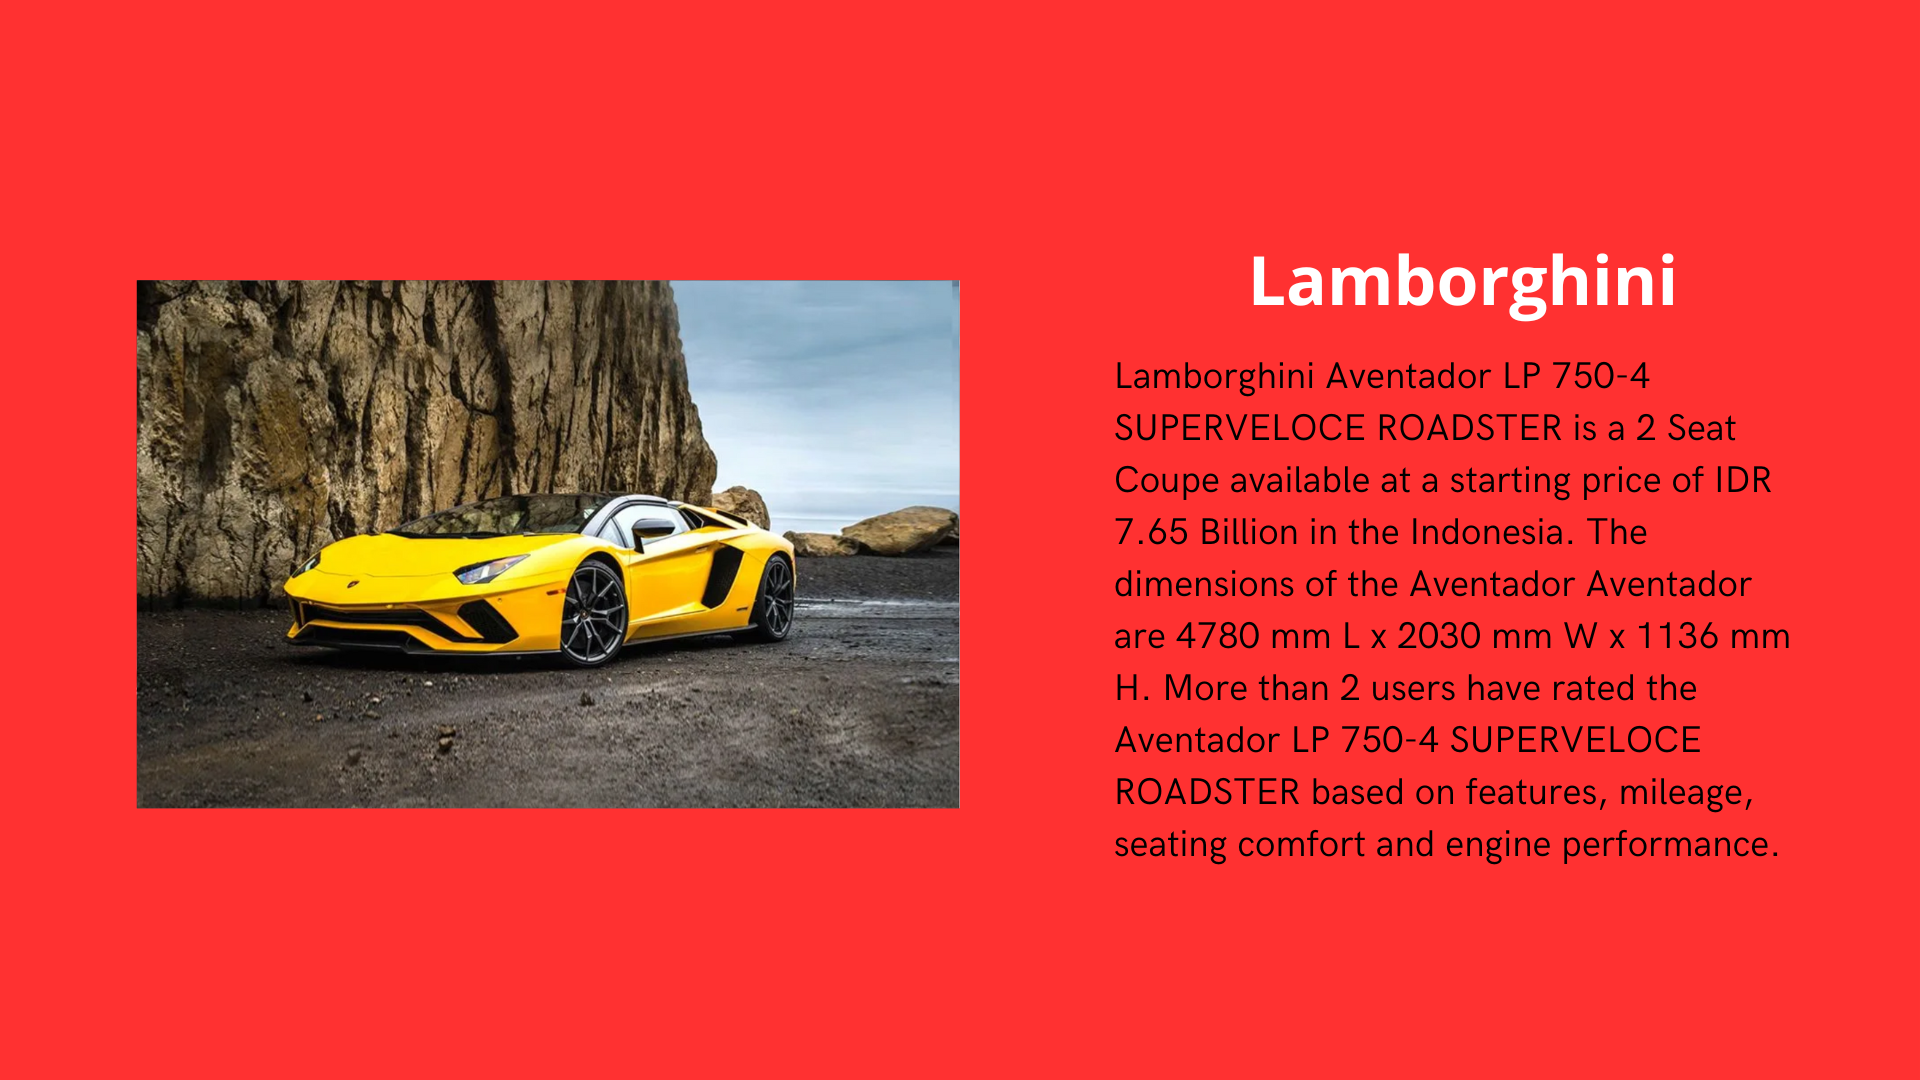 Lamborghini
Lamborghini Aventador LP 750-4
SUPERVELOCE ROADSTER is a 2 Seat
Coupe available at a starting price of IDR
7.65 Billion in the Indonesia. The
dimensions of the Aventador Aventador
are 4780 mm L x 2030 mm W x 1136 mm
H. More than 2 users have rated the
Aventador LP 750-4 SUPERVELOCE
ROADSTER based on features, mileage,
seating comfort and engine performance.